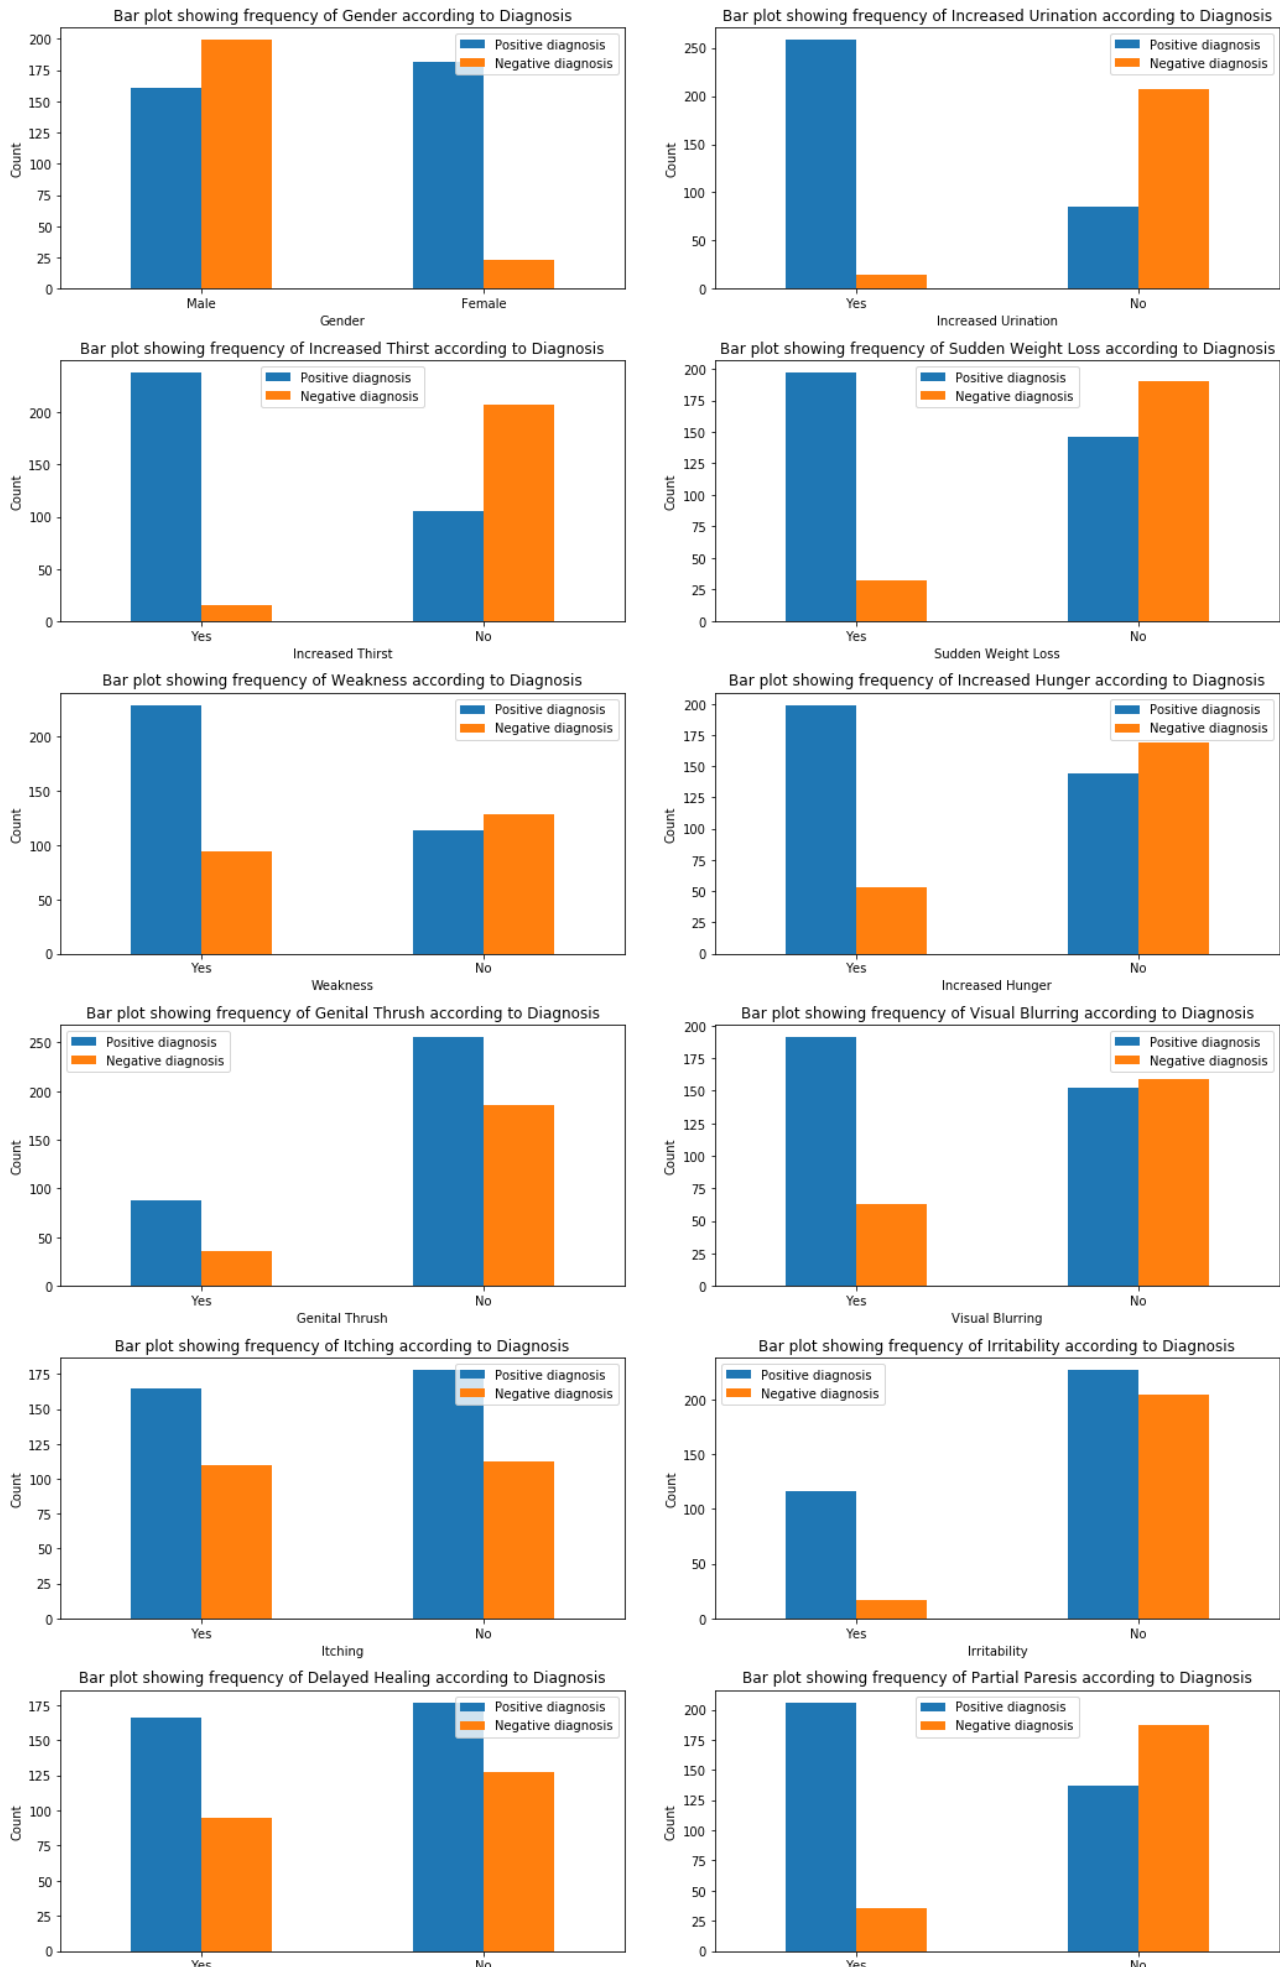 Bar plot showing frequency of Gender according to Diagnosis
200
175
150
125
100
75
50
25
0
Count
Positive diagnosis
Negative diagnosis
Male
Female
Gender
Bar plot showing frequency of Increased Urination according to Diagnosis
250
200
150
100
50
0
Count
Positive diagnosis
Negative diagnosis
Yes
No
Increased Urination
Bar plot showing frequency of Increased Thirst according to Diagnosis
200
150
100
50
0
Count
Positive diagnosis
Negative diagnosis
Yes
No
Increased Thirst
Bar plot showing frequency of Sudden Weight Loss according to Diagnosis
200
175
150
125
100
75
50
25
0
Count
Positive diagnosis
Negative diagnosis
Yes
No
Sudden Weight Loss
Bar plot showing frequency of Weakness according to Diagnosis
200
150
100
50
0
Count
Positive diagnosis
Negative diagnosis
Yes
No
Weakness
Bar plot showing frequency of Increased Hunger according to Diagnosis
200
175
150
125
100
75
50
25
0
Count
Positive diagnosis
Negative diagnosis
Yes
No
Increased Hunger
Bar plot showing frequency of Genital Thrush according to Diagnosis
250
200
150
100
50
0
Count
Positive diagnosis
Negative diagnosis
Yes
No
Genital Thrush
Bar plot showing frequency of Visual Blurring according to Diagnosis
200
175
150
125
100
75
50
25
0
Count
Positive diagnosis
Negative diagnosis
Yes
No
Visual Blurring
Bar plot showing frequency of Itching according to Diagnosis
175
150
125
100
75
50
25
0
Count
Positive diagnosis
Negative diagnosis
Yes
No
Itching
Bar plot showing frequency of Irritability according to Diagnosis
200
150
100
50
0
Count
Positive diagnosis
Negative diagnosis
Yes
No
Irritability
Bar plot showing frequency of Delayed Healing according to Diagnosis
175
150
125
100
75
50
25
0
Count
Positive diagnosis
Negative diagnosis
Yes
No
Bar plot showing frequency of Partial Paresis according to Diagnosis
200
175
150
125
100
75
50
25
0
Count
Positive diagnosis
Negative diagnosis
Yes
No